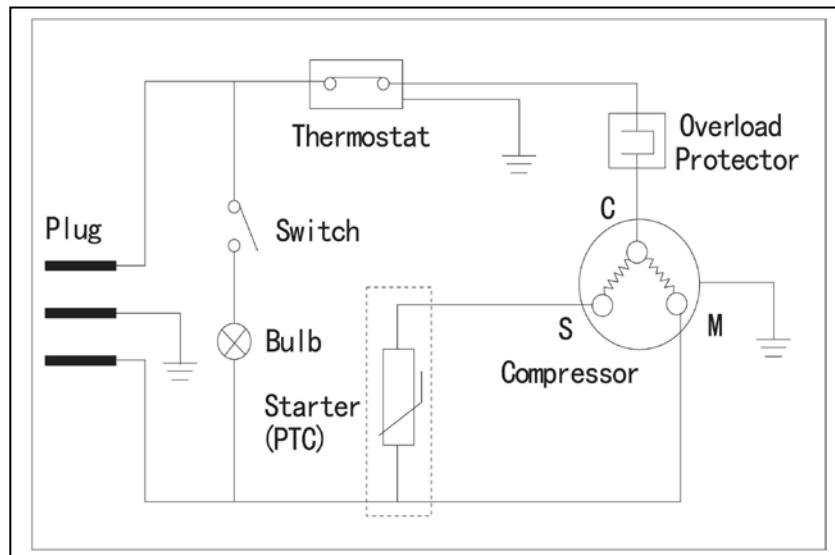 Thermostat
Overload
Protector
C
Plug
Switch
S
M
Bulb
Compressor
Starter
(PTC)